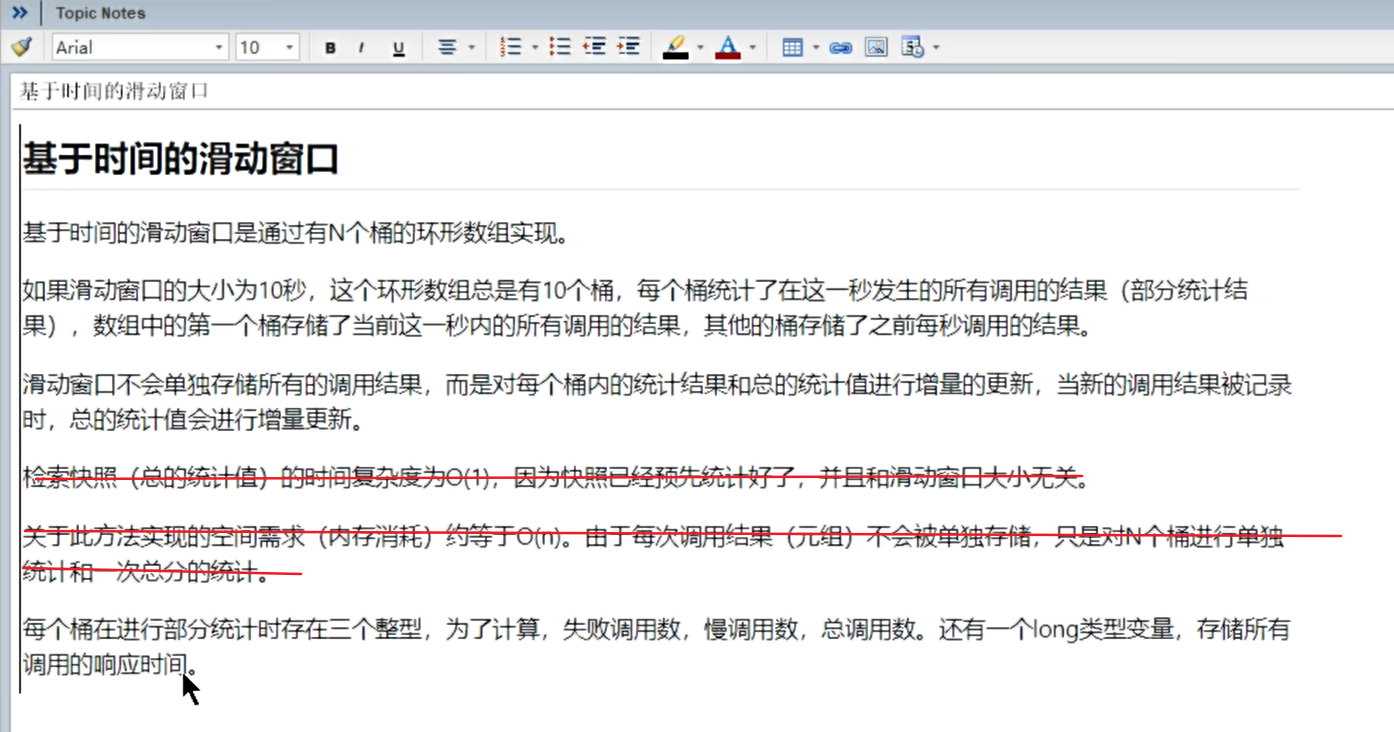 Topic Notes
Arial 10 B I U A
基于时间的滑动窗口
基于时间的滑动窗口
基于时间的滑动窗口是通过有N个桶的环形数组实现。
如果滑动窗口的大小为10秒，这个环形数组总是有10个桶，每个桶统计了在这一秒发生的所有调用的结果（部分统计结
果），数组中的第一个桶存储了当前这一秒内的所有调用的结果，其他的桶存储了之前每秒调用的结果。
滑动窗口不会单独存储所有的调用结果，而是对每个桶内的统计结果和总的统计值进行增量的更新，当新的调用结果被记录
时，总的统计值会进行增量更新。
检索快照（总的统计值）的时间复杂度为O(1)，因为快照已经预先统计好了，并且和滑动窗口大小无关。
关于此方法实现的空间需求（内存消耗）约等于O(n)。由于每次调用结果（元组）不会被单独存储，只是对N个桶进行单独
统计和一次总分的统计。
每个桶在进行部分统计时存在三个整型，为了计算，失败调用数，慢调用数，总调用数。还有一个long类型变量，存储所有
调用的响应时间。